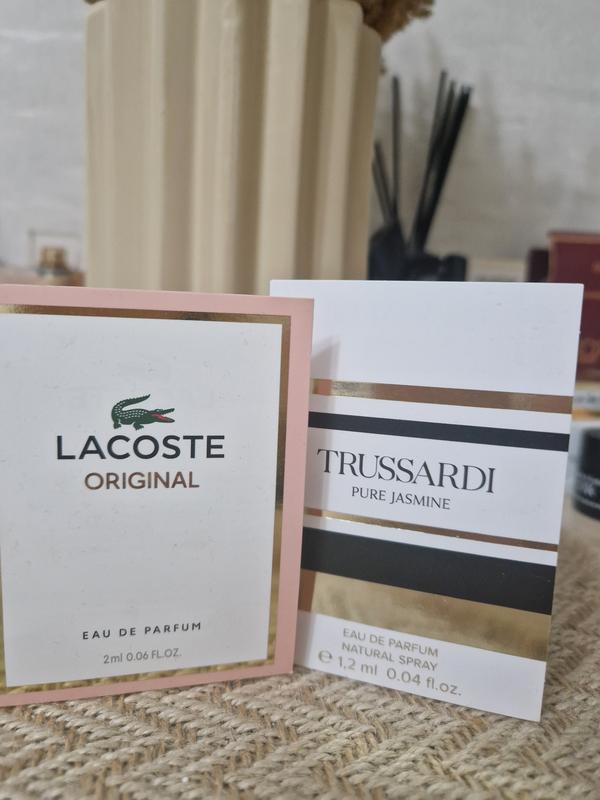 LACOSTE
ORIGINAL
EAU DE PARFUM
2ml 0.06 FL.OZ.
TRUSSARDI
PURE JASMINE
EAU DE PARFUM
NATURAL SPRAY
℮ 1,2 ml 0.04 fl.oz.